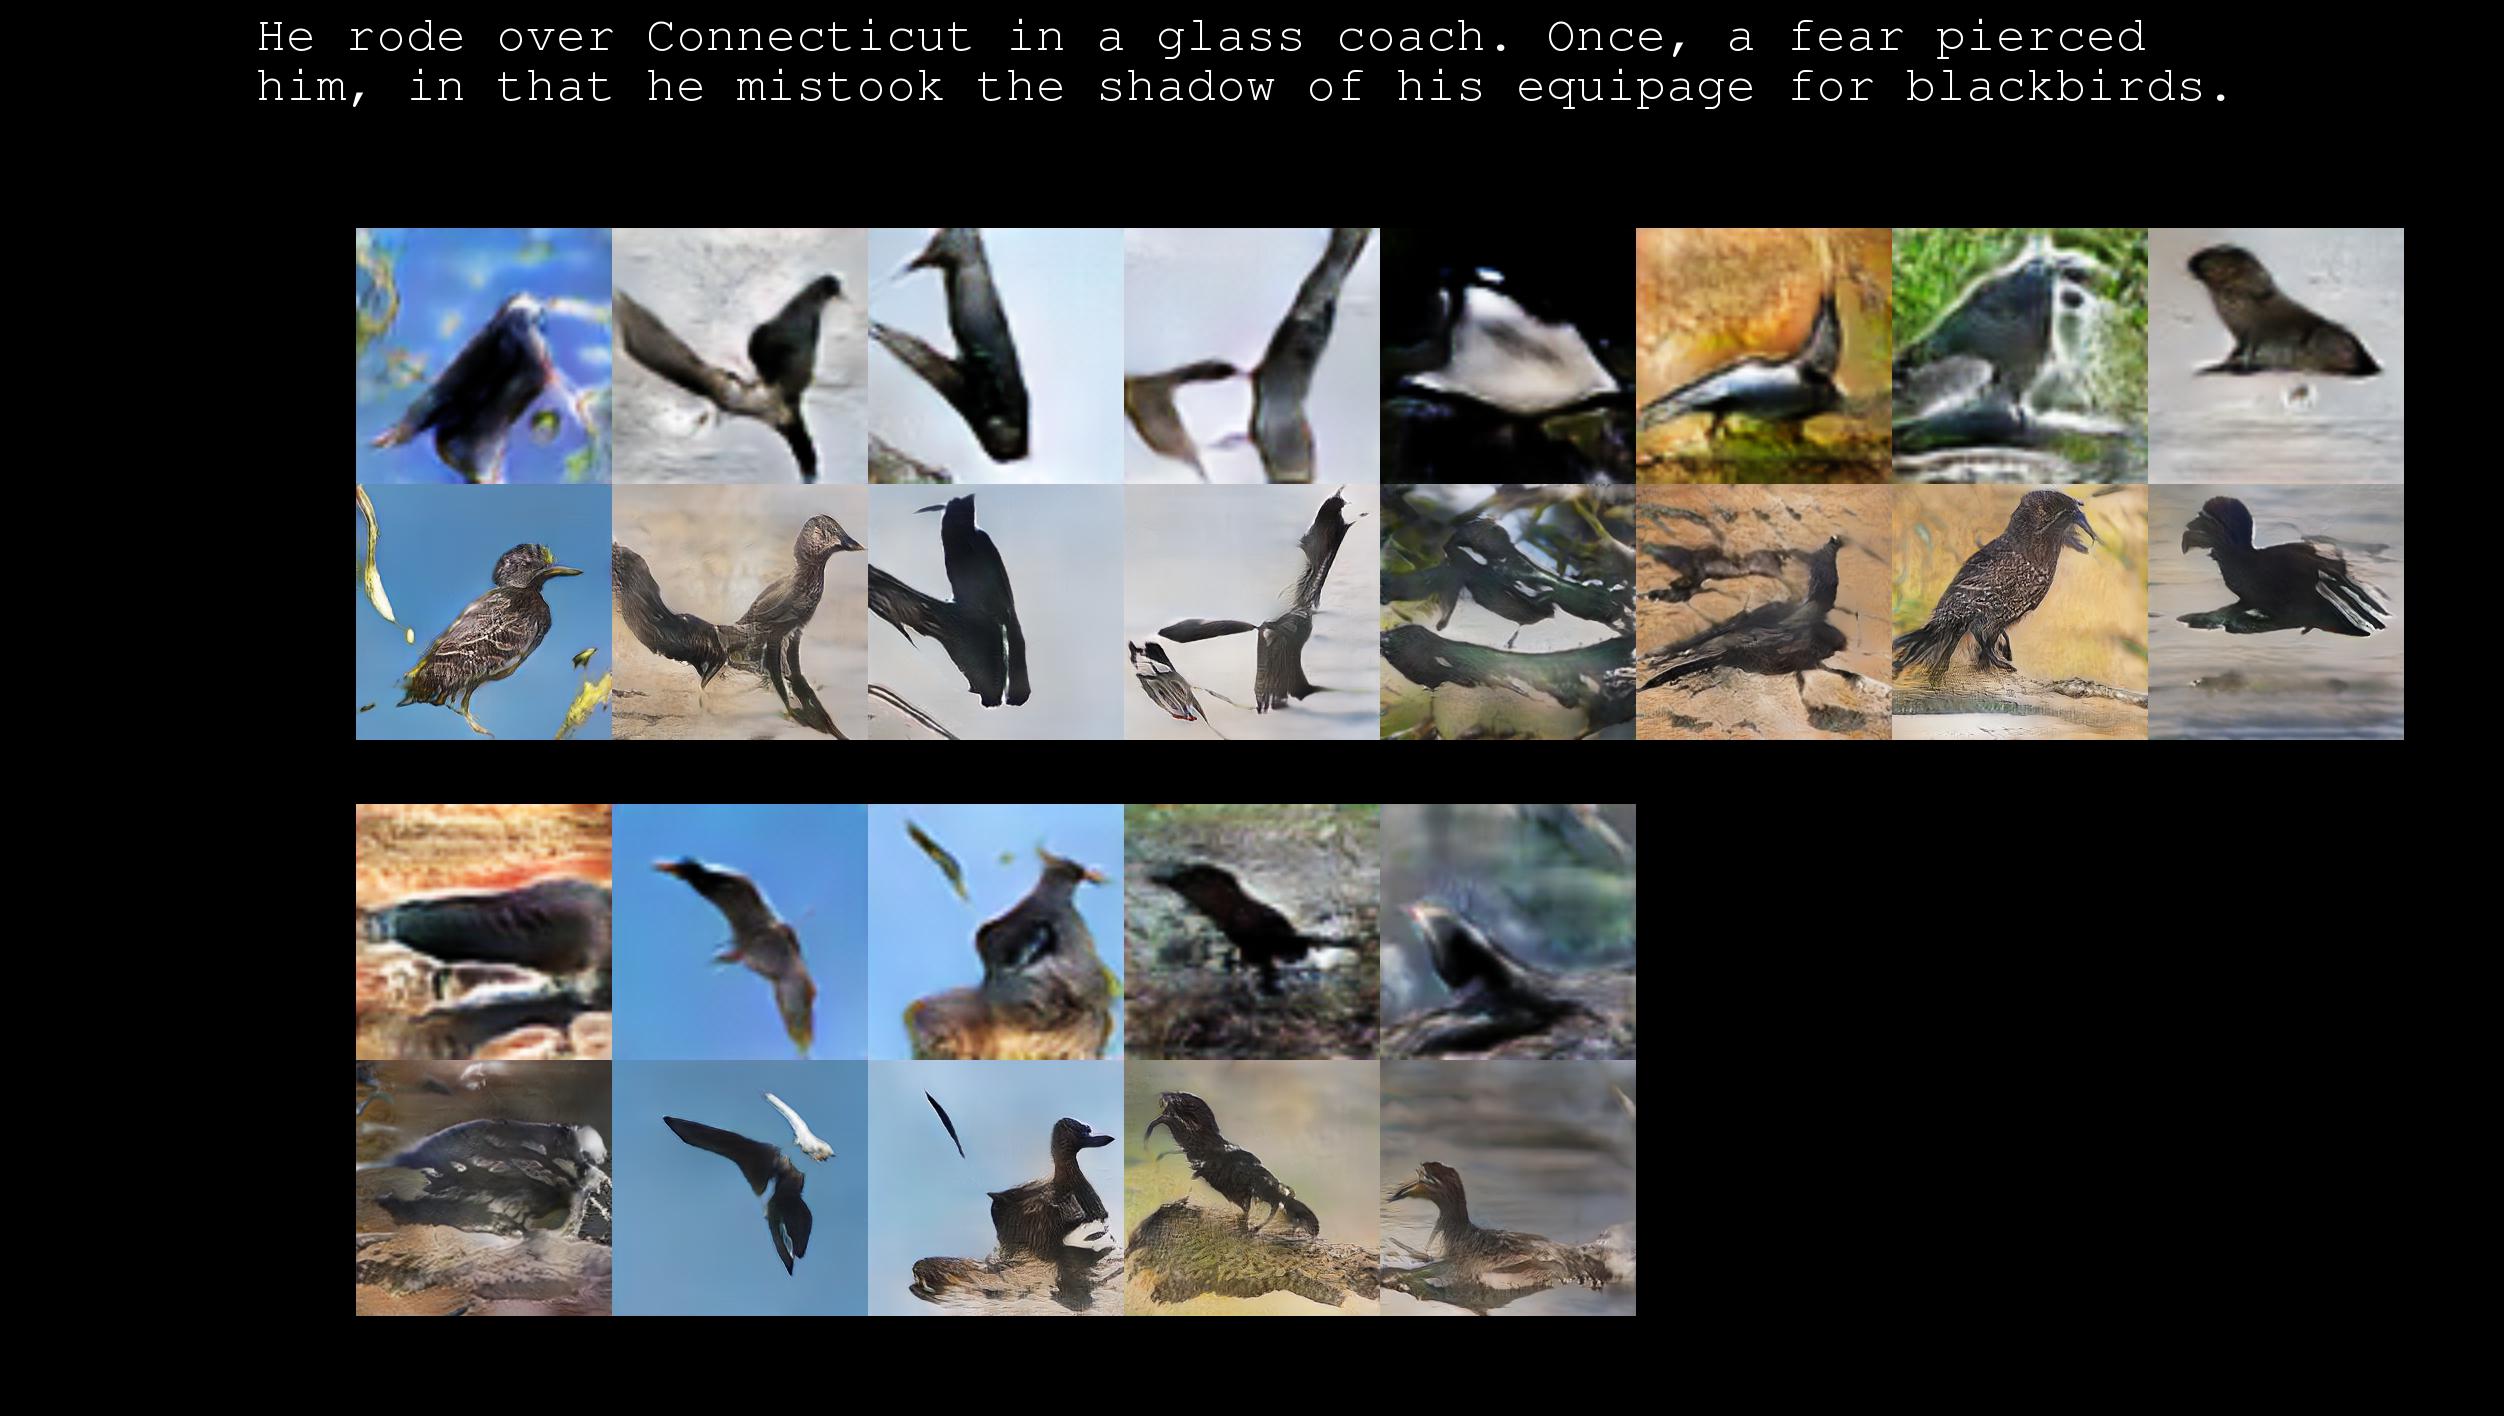 He rode over Connecticut in a glass coach. Once, a fear pierced
him, in that he mistook the shadow of his equipage for blackbirds.